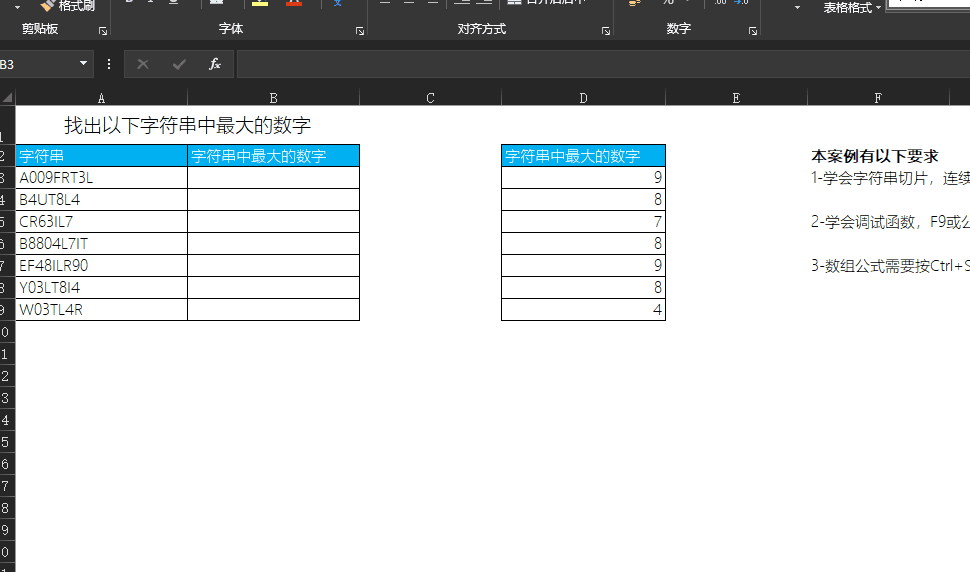 格式刷
表格格式
剪贴板
字体
对齐方式
数字
B3
fx
A B C D E F
找出以下字符串中最大的数字
字符串 字符串中最大的数字 字符串中最大的数字 本案例有以下要求
A009FRT3L 9 1-学会字符串切片，连续
B4UT8L4 8
CR63IL7 7 2-学会调试函数，F9或公
B8804L7IT 8
EF48ILR90 9 3-数组公式需要按Ctrl+S
Y03LT8I4 8
W03TL4R 4